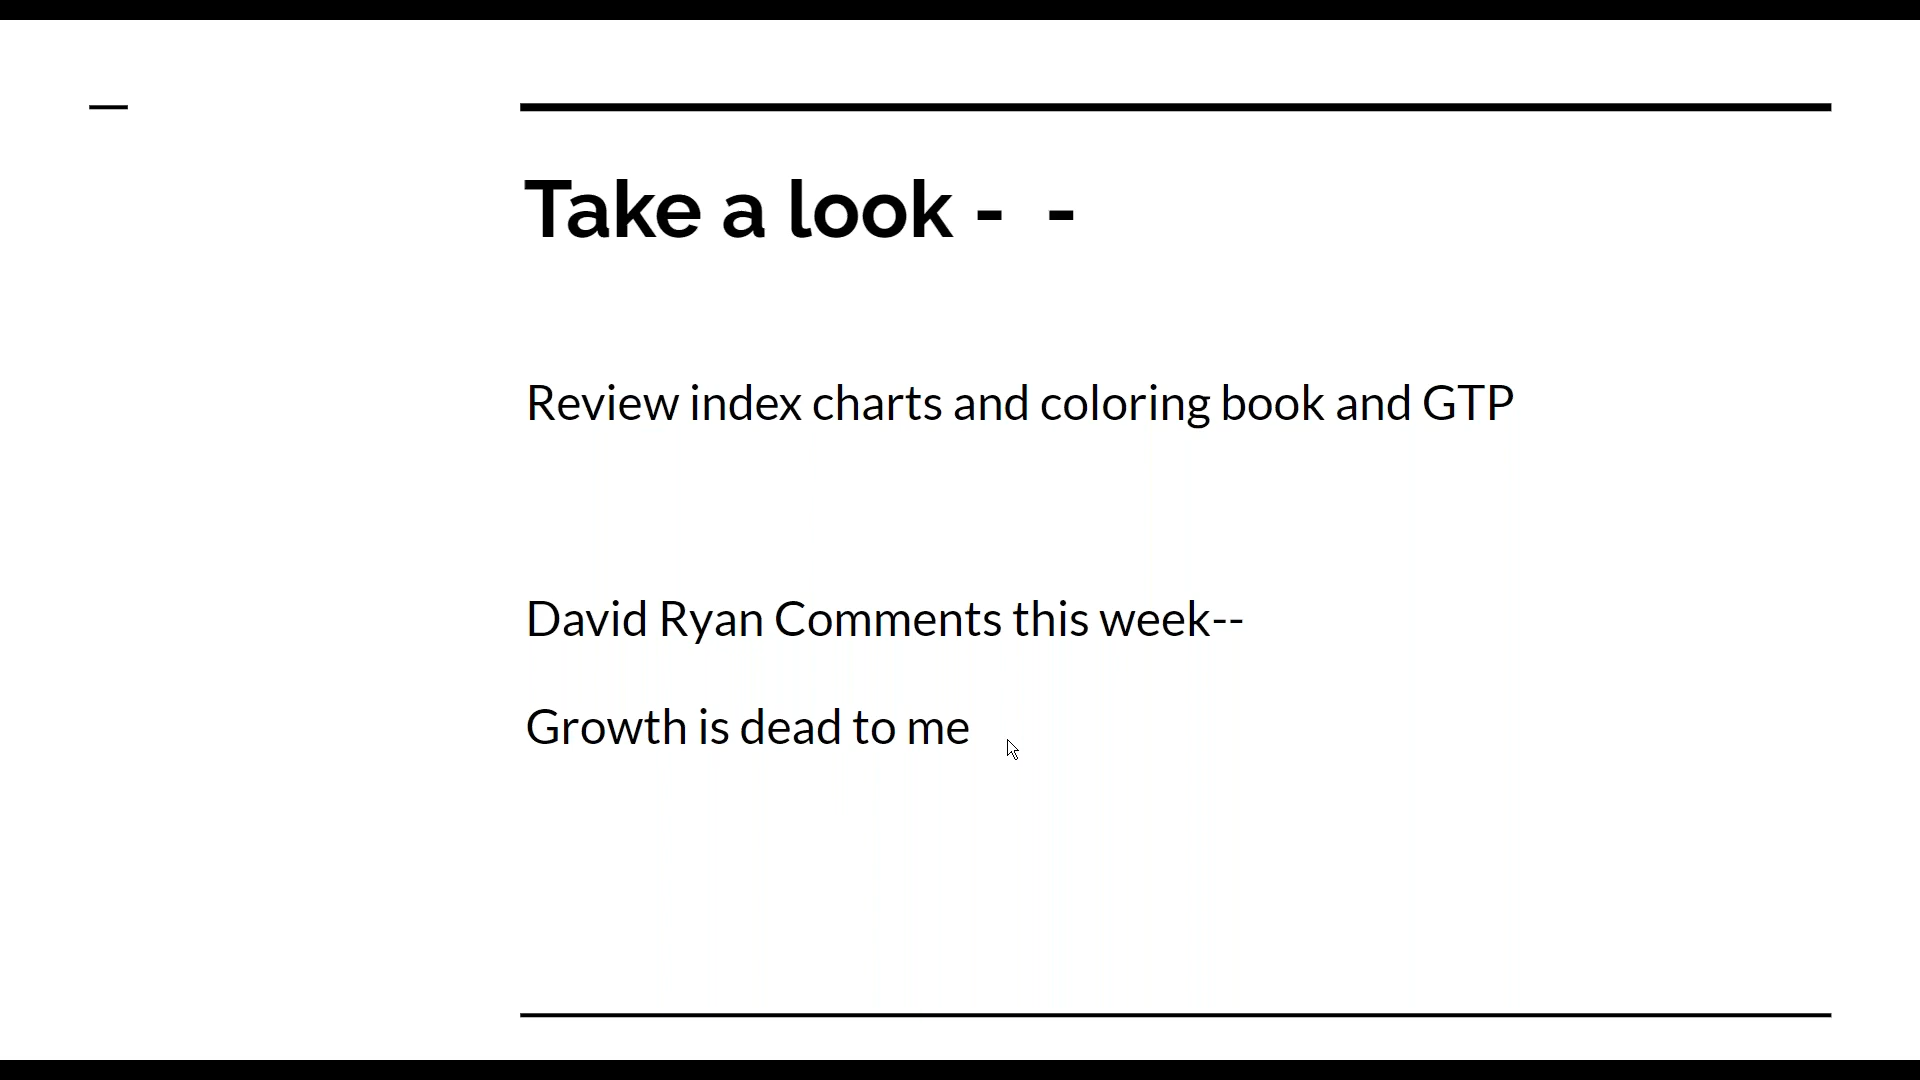 Take a look -  -
Review index charts and coloring book and GTP
David Ryan Comments this week--
Growth is dead to me